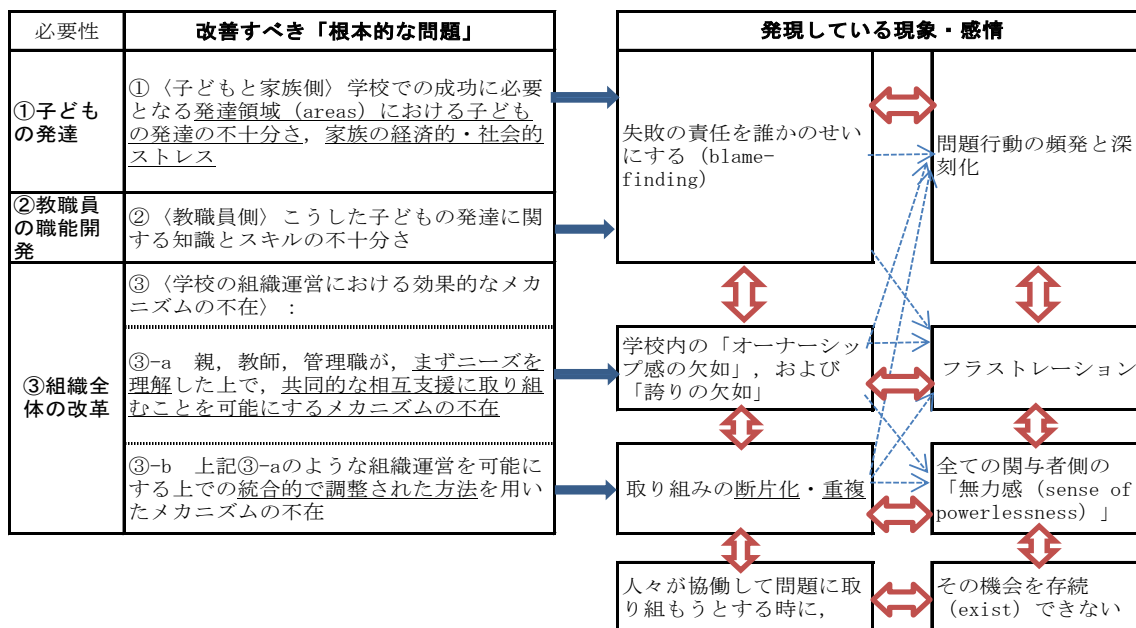 必要性
改善すべき「根本的な問題」
①子ども
の発達
①〈子どもと家族側〉学校での成功に必要
となる発達領域（areas）における子ども
の発達の不十分さ，家族の経済的・社会的
ストレス
②教職員
の職能開
発
②〈教職員側〉こうした子どもの発達に関
する知識とスキルの不十分さ
③組織全
体の改革
③〈学校の組織運営における効果的なメカ
ニズムの不在〉：
③-a　親，教師，管理職が，まずニーズを
理解した上で，共同的な相互支援に取り組
むことを可能にするメカニズムの不在
③-b　上記③-aのような組織運営を可能に
する上での統合的で調整された方法を用い
たメカニズムの不在
発現している現象・感情
失敗の責任を誰かのせい
にする（blame-
finding）
問題行動の頻発と深
刻化
学校内の「オーナーシッ
プ感の欠如」，および
「誇りの欠如」
フラストレーション
取り組みの断片化・重複
全ての関与者側の
「無力感（sense of
powerlessness）」
人々が協働して問題に取
り組もうとする時に，
その機会を存続
（exist）できない